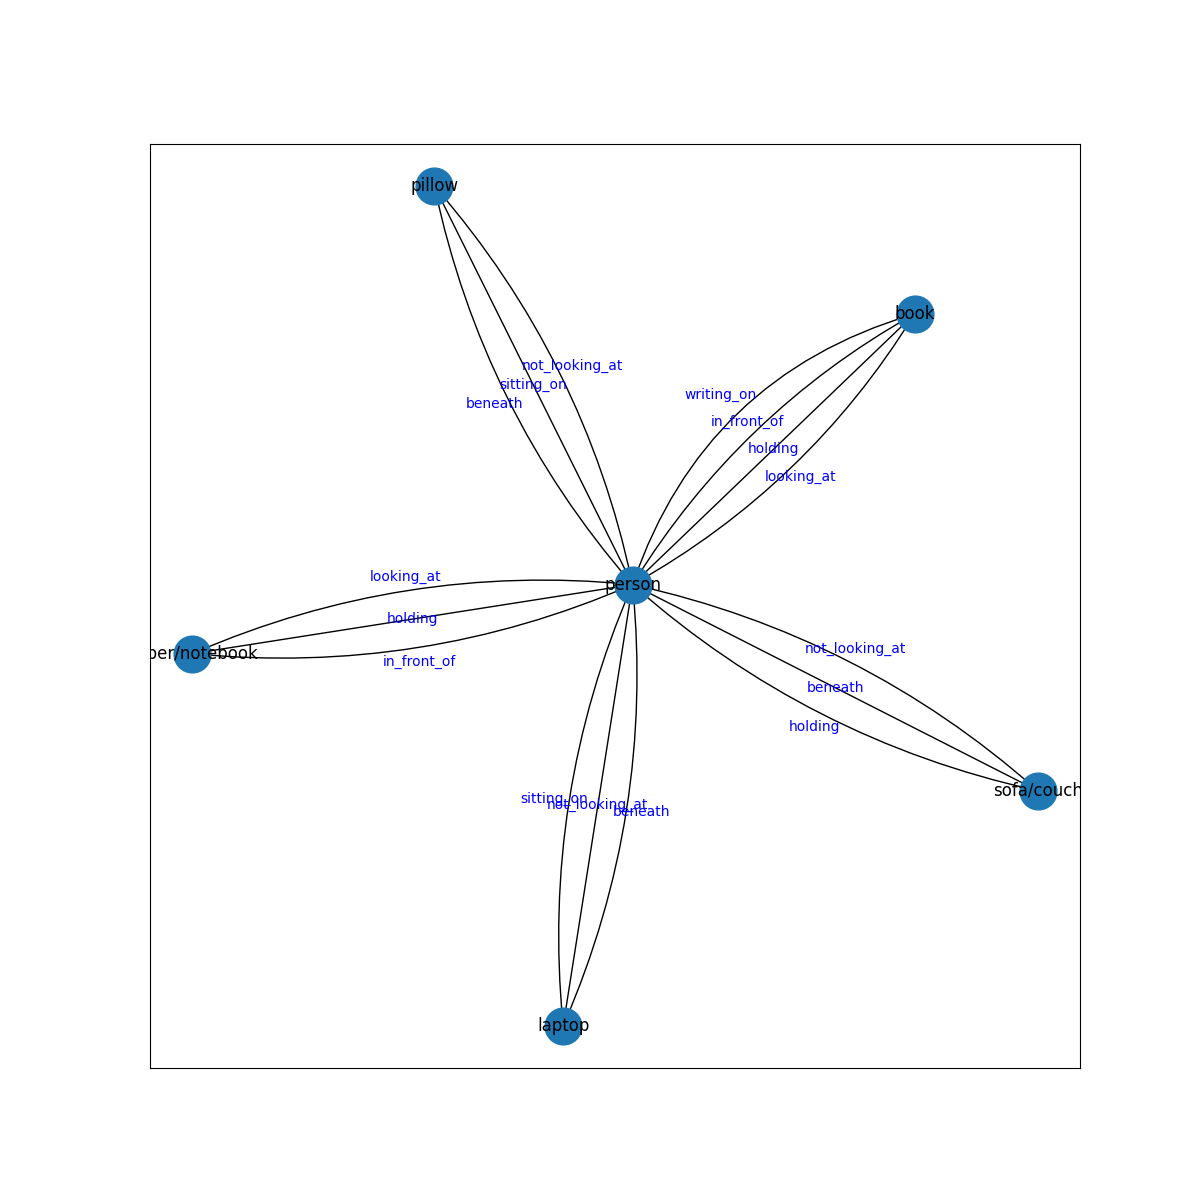 pillow
book
not_looking_at
sitting_on
beneath
writing_on
in_front_of
holding
looking_at
looking_at
person
holding
per/notebook
in_front_of
not_looking_at
beneath
holding
sofa/couch
sitting_on
not_looking_at
beneath
laptop